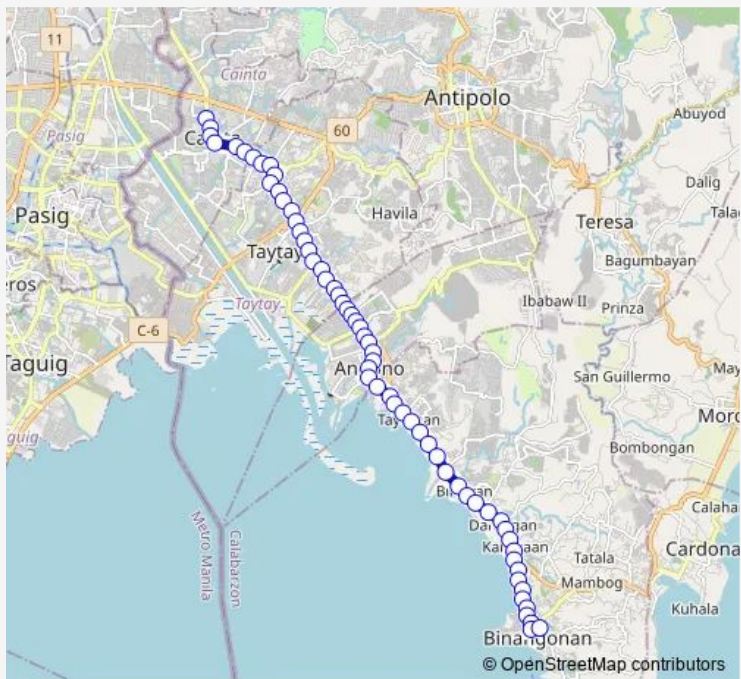 11
Cainta
Antipolo
Abuyod
Pasig
60
Dalig
Pasig
Havila
Teresa
Taytay
Bagumbayan
Taytay
Ibabaw II
Prinza
C-6
Taguig
San Guillermo
Bombongan
Metro Manila
Calabarzon
Cardona
Tatala
Mambog
Kuhala
Binangonan
© OpenStreetMap contributors